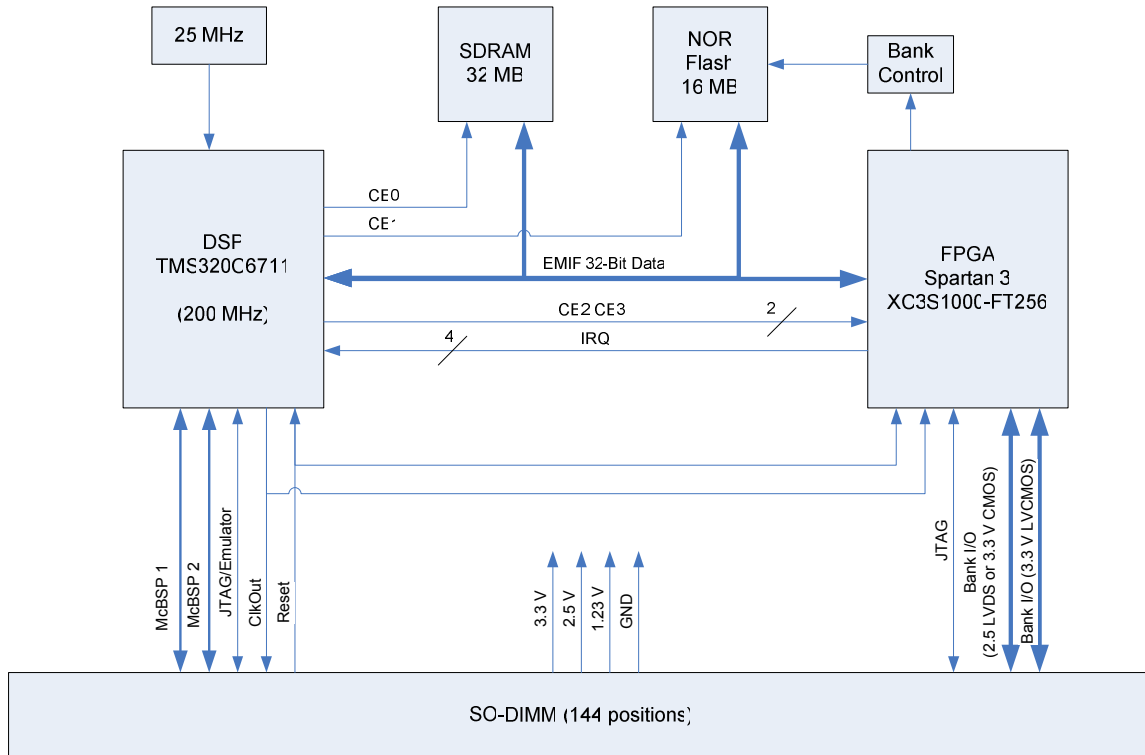 25 MHz
SDRAM
32 MB
NOR
Flash
16 MB
Bank
Control
DSP
TMS320C6711
(200 MHz)
CE0
CE1
EMIF 32-Bit Data
CE2 CE3
2
4
IRQ
FPGA
Spartan 3
XC3S1000-FT256
McBSP 1
McBSP 2
JTAG/Emulator
ClkOut
Reset
3.3 V
2.5 V
1.23 V
GND
JTAG
Bank I/O
(2.5 LVDS or 3.3 V CMOS)
Bank I/O (3.3 V LVCMOS)
SO-DIMM (144 positions)